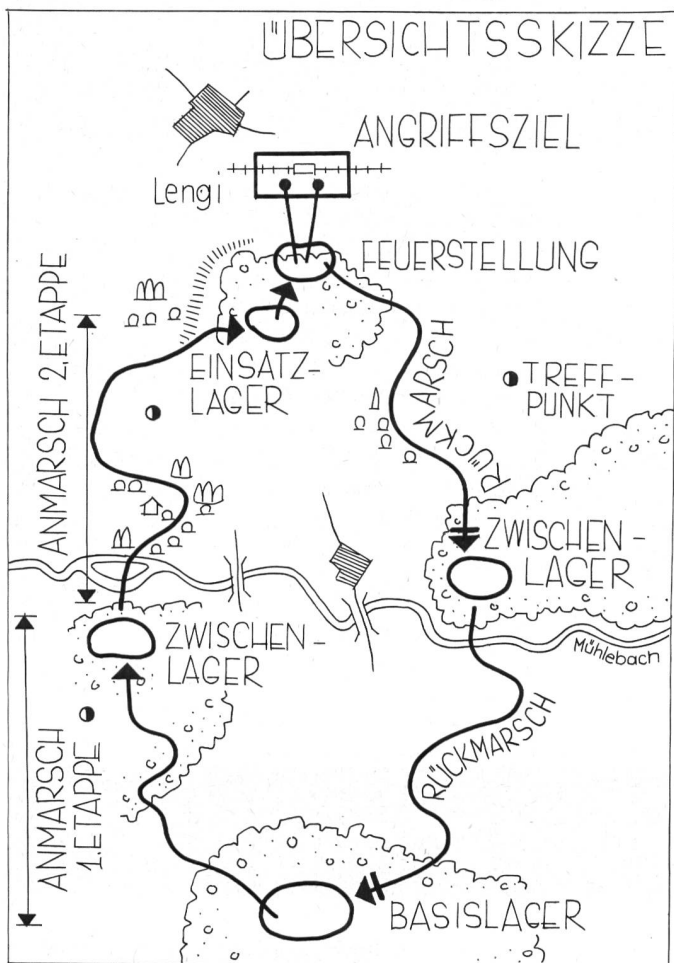 ÜBERSICHTSSKIZZE
ANGRIFFSZIEL
Lengi
FEUERSTELLUNG
ANMARSCH 2.ETAPPE
EINSATZ-
LAGER
RÜCKMARSCH
TREFF-
PUNKT
ZWISCHEN-
LAGER
ZWISCHEN-
LAGER
Mühlebach
ANMARSCH
1.ETAPPE
RÜCKMARSCH
BASISLAGER